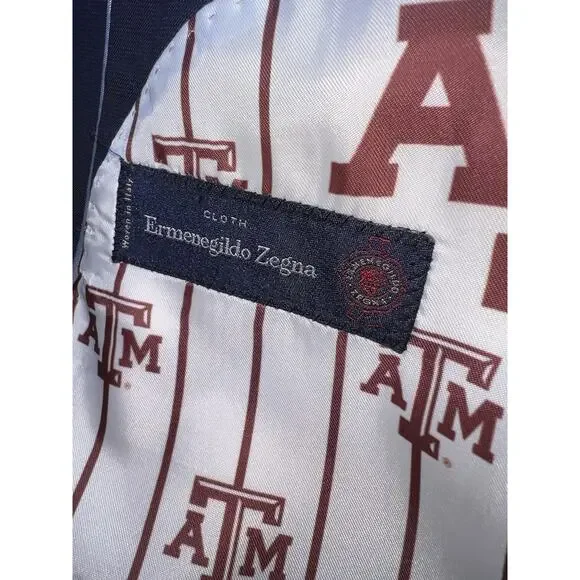 A
ATM
CLOTH
Ermenegildo Zegna
Woven in Italy
ERMENEGILDO
ZEGNA
ATM®
ATM®
ATM